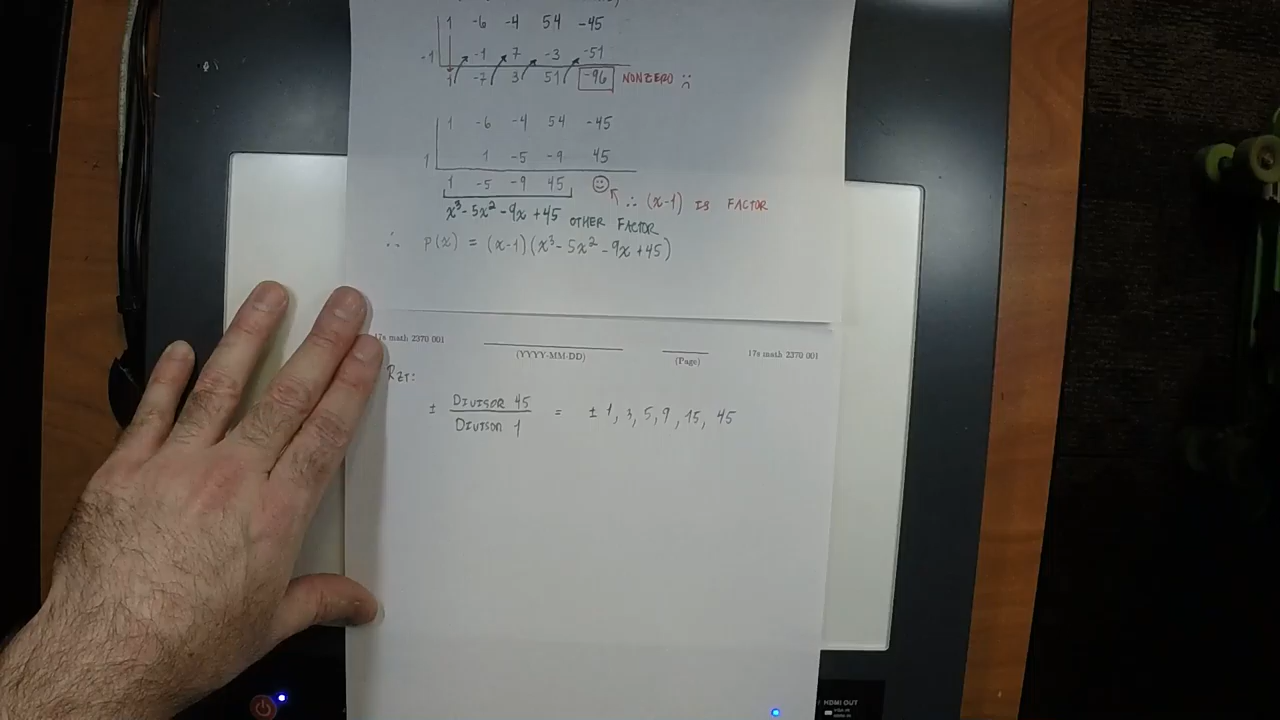 1 -6 -4 54 -45
-1 -1 7 -3 -51
1 -7 3 51 -96 NONZERO
1 -6 -4 54 -45
1 1 -5 -9 45
1 -5 -9 45 ∴ (x-1) IS FACTOR
x³-5x²-9x+45 OTHER FACTOR
∴ p(x) = (x-1)(x³-5x²-9x+45)
17s math 2370 001 (YYYY-MM-DD) (Page) 17s math 2370 001
RZT:
± DIVISOR 45 / DIVISOR 1 = ± 1, 3, 5, 9, 15, 45
HDMI OUT